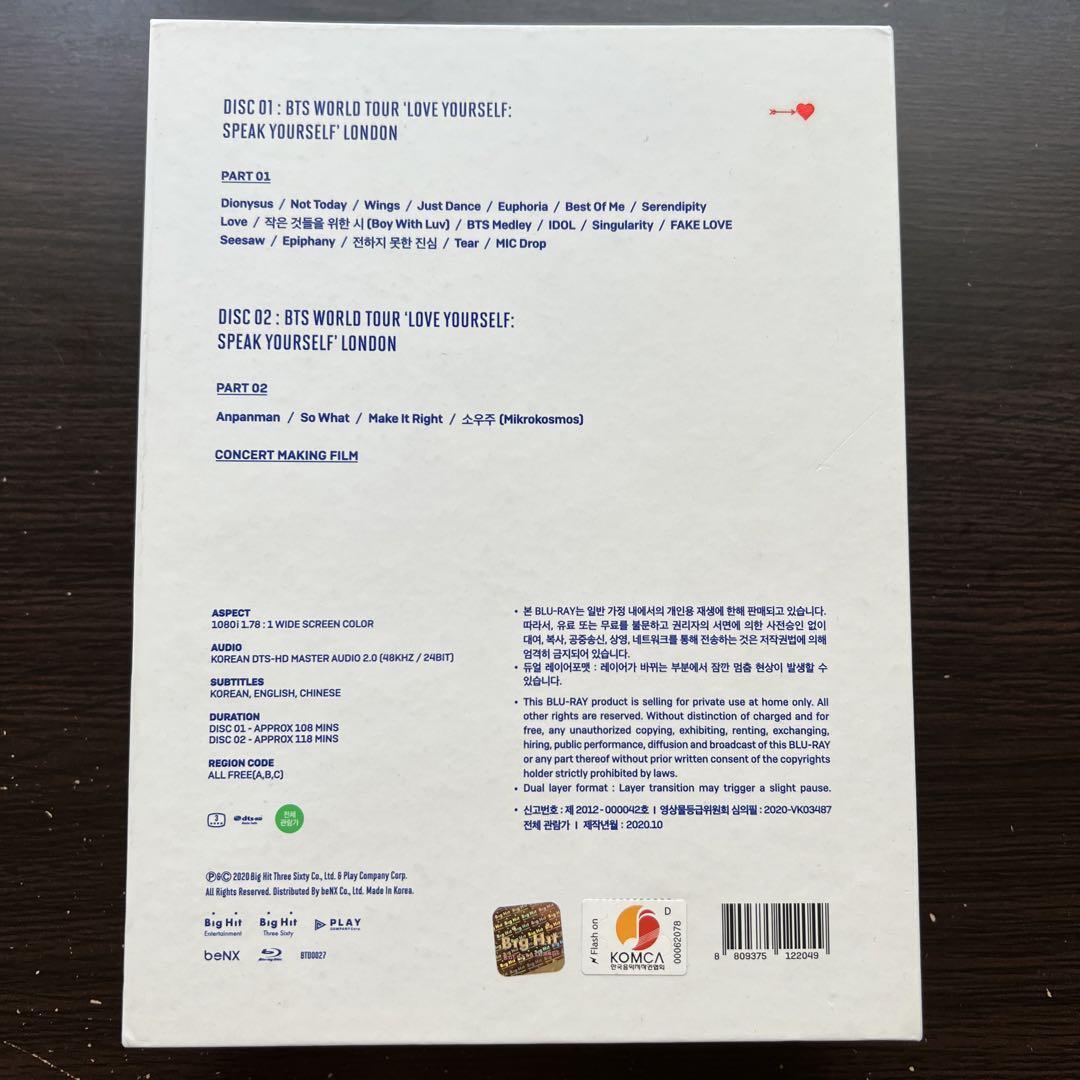 DISC 01 : BTS WORLD TOUR 'LOVE YOURSELF:
SPEAK YOURSELF' LONDON
PART 01
Dionysus / Not Today / Wings / Just Dance / Euphoria / Best Of Me / Serendipity
Love / 작은 것들을 위한 시 (Boy With Luv) / BTS Medley / IDOL / Singularity / FAKE LOVE
Seesaw / Epiphany / 전하지 못한 진심 / Tear / MIC Drop
DISC 02 : BTS WORLD TOUR 'LOVE YOURSELF:
SPEAK YOURSELF' LONDON
PART 02
Anpanman / So What / Make It Right / 소우주 (Mikrokosmos)
CONCERT MAKING FILM
ASPECT
1080i 1.78 : 1 WIDE SCREEN COLOR
AUDIO
KOREAN DTS-HD MASTER AUDIO 2.0 (48KHZ / 24BIT)
SUBTITLES
KOREAN, ENGLISH, CHINESE
DURATION
DISC 01 - APPROX 108 MINS
DISC 02 - APPROX 118 MINS
REGION CODE
ALL FREE(A,B,C)
3
dts-HD
전체
관람가
• 본 BLU-RAY는 일반 가정 내에서의 개인용 재생에 한해 판매되고 있습니다.
따라서, 유료 또는 무료를 불문하고 권리자의 서면에 의한 사전승인 없이
대여, 복사, 공중송신, 상영, 네트워크를 통해 전송하는 것은 저작권법에 의해
엄격히 금지되어 있습니다.
• 듀얼 레이어포맷 : 레이어가 바뀌는 부분에서 잠깐 멈춤 현상이 발생할 수
있습니다.
• This BLU-RAY product is selling for private use at home only. All
other rights are reserved. Without distinction of charged and for
free, any unauthorized copying, exhibiting, renting, exchanging,
hiring, public performance, diffusion and broadcast of this BLU-RAY
or any part thereof without prior written consent of the copyrights
holder strictly prohibited by laws.
• Dual layer format : Layer transition may trigger a slight pause.
• 신고번호 : 제 2012 - 000042호 I 영상물등급위원회 심의필 : 2020-VK03487
전체 관람가 I 제작년월 : 2020.10
Ⓟ&Ⓒ 2020 Big Hit Three Sixty Co., Ltd. & Play Company Corp.
All Rights Reserved. Distributed By beNX Co., Ltd. Made In Korea.
Big Hit
Entertainment
Big Hit
Three Sixty
PLAY
COMPANY Corp.
beNX
BTD0027
Big Hit
Flash on
KOMCA
한국음악저작권협회
D
00062078
8 809375 122049